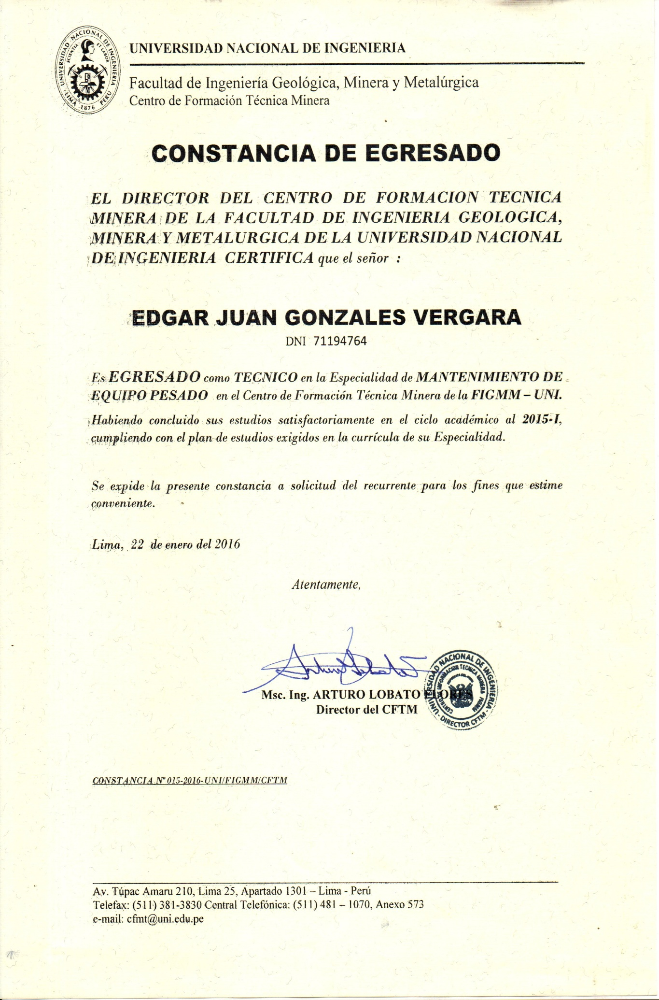 UNIVERSIDAD NACIONAL DE INGENIERIA
SCIENTIA ET LABOR
LIMA 1876 PERU
UNIVERSIDAD NACIONAL DE INGENIERIA
Facultad de Ingeniería Geológica, Minera y Metalúrgica
Centro de Formación Técnica Minera
CONSTANCIA DE EGRESADO
EL DIRECTOR DEL CENTRO DE FORMACION TECNICA
MINERA DE LA FACULTAD DE INGENIERIA GEOLOGICA,
MINERA Y METALURGICA DE LA UNIVERSIDAD NACIONAL
DE INGENIERIA CERTIFICA que el señor :
EDGAR JUAN GONZALES VERGARA
DNI 71194764
Es EGRESADO como TECNICO en la Especialidad de MANTENIMIENTO DE
EQUIPO PESADO en el Centro de Formación Técnica Minera de la FIGMM – UNI.
Habiendo concluido sus estudios satisfactoriamente en el ciclo académico al 2015-I,
cumpliendo con el plan de estudios exigidos en la currícula de su Especialidad.
Se expide la presente constancia a solicitud del recurrente para los fines que estime
conveniente.
Lima, 22 de enero del 2016
Atentamente,
Msc. Ing. ARTURO LOBATO FLORES
Director del CFTM
UNIVERSIDAD NACIONAL DE INGENIERIA
TECNICA MINERA FIGMM
- DIRECTOR CFTM -
CONSTANCIA Nº 015-2016-UNI/FIGMM/CFTM
Av. Túpac Amaru 210, Lima 25, Apartado 1301 – Lima - Perú
Telefax: (511) 381-3830 Central Telefónica: (511) 481 – 1070, Anexo 573
e-mail: cfmt@uni.edu.pe